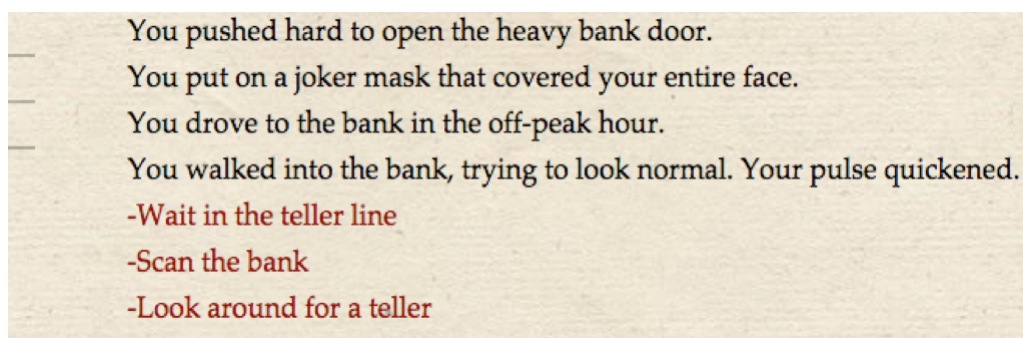 You pushed hard to open the heavy bank door.
You put on a joker mask that covered your entire face.
You drove to the bank in the off-peak hour.
You walked into the bank, trying to look normal. Your pulse quickened.
-Wait in the teller line
-Scan the bank
-Look around for a teller